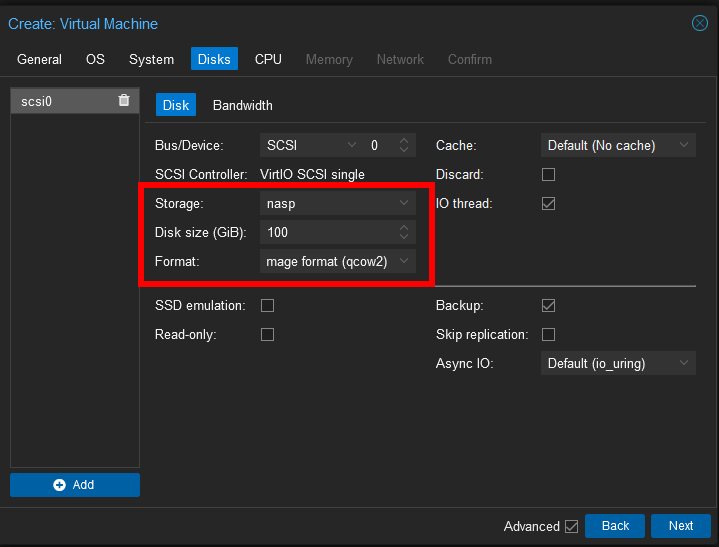 Create: Virtual Machine
General OS System Disks CPU Memory Network Confirm
scsi0
Disk Bandwidth
Bus/Device: SCSI 0 Cache: Default (No cache)
SCSI Controller: VirtIO SCSI single Discard:
Storage: nasp IO thread:
Disk size (GiB): 100
Format: mage format (qcow2)
SSD emulation: Backup:
Read-only: Skip replication:
Async IO: Default (io_uring)
Add
Advanced Back Next